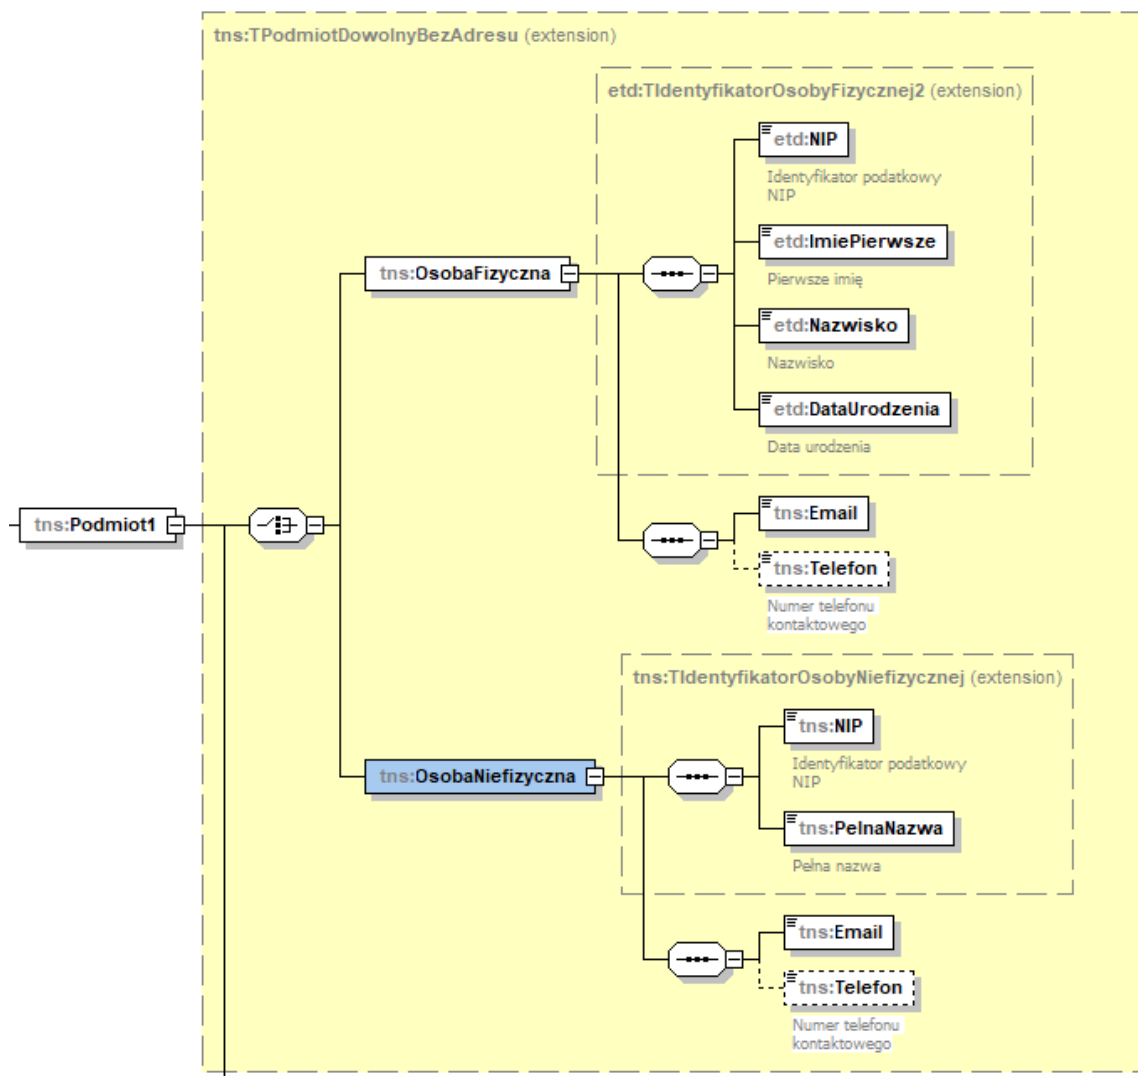 tns:TPodmiotDowolnyBezAdresu (extension)
etd:TIdentyfikatorOsobyFizycznej2 (extension)
etd:NIP
Identyfikator podatkowy
NIP
etd:ImiePierwsze
Pierwsze imię
tns:OsobaFizyczna
etd:Nazwisko
Nazwisko
etd:DataUrodzenia
Data urodzenia
tns:Podmiot1
tns:Email
tns:Telefon
Numer telefonu
kontaktowego
tns:TIdentyfikatorOsobyNiefizycznej (extension)
tns:NIP
Identyfikator podatkowy
NIP
tns:OsobaNiefizyczna
tns:PelnaNazwa
Pełna nazwa
tns:Email
tns:Telefon
Numer telefonu
kontaktowego